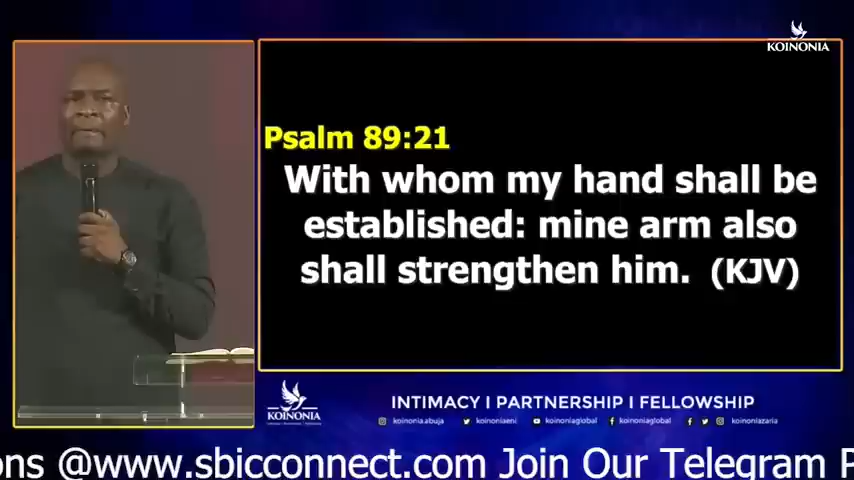 KOINONIA
Psalm 89:21
With whom my hand shall be
established: mine arm also
shall strengthen him. (KJV)
KOINONIA
INTIMACY I PARTNERSHIP I FELLOWSHIP
koinonia.abuja koinoniaeni koinoniaglobal koinoniaglobal koinoniazaria
ons @www.sbicconnect.com Join Our Telegram P